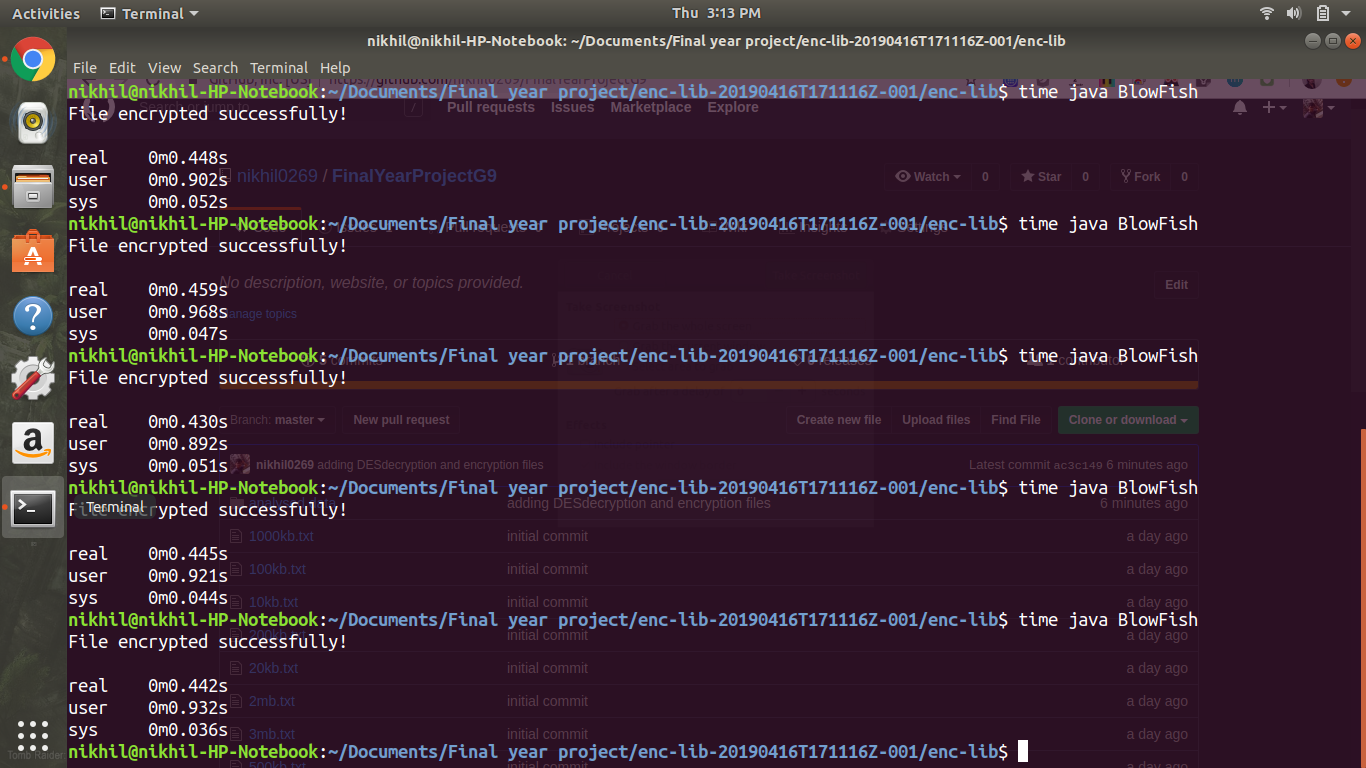 Activities Terminal Thu 3:13 PM
nikhil@nikhil-HP-Notebook: ~/Documents/Final year project/enc-lib-20190416T171116Z-001/enc-lib
File Edit View Search Terminal Help
nikhil@nikhil-HP-Notebook:~/Documents/Final year project/enc-lib-20190416T171116Z-001/enc-lib$ time java BlowFish
Pull requests Issues Marketplace Explore
File encrypted successfully!
real 0m0.448s
nikhil0269 / FinalYearProjectG9 Watch 0 Star 0 Fork 0
user 0m0.902s
sys 0m0.052s
nikhil@nikhil-HP-Notebook:~/Documents/Final year project/enc-lib-20190416T171116Z-001/enc-lib$ time java BlowFish
File encrypted successfully!
No description, website, or topics provided. Edit
real 0m0.459s
user 0m0.968s
Manage topics
sys 0m0.047s
nikhil@nikhil-HP-Notebook:~/Documents/Final year project/enc-lib-20190416T171116Z-001/enc-lib$ time java BlowFish
File encrypted successfully!
real 0m0.430s
Branch: master New pull request Create new file Upload files Find File Clone or download
user 0m0.892s
sys 0m0.051s
nikhil0269 adding DESdecryption and encryption files Latest commit ac3c149 6 minutes ago
nikhil@nikhil-HP-Notebook:~/Documents/Final year project/enc-lib-20190416T171116Z-001/enc-lib$ time java BlowFish
adding DESdecryption and encryption files 6 minutes ago
File encrypted successfully!
Terminal
1000kb.txt initial commit a day ago
real 0m0.445s
100kb.txt initial commit a day ago
user 0m0.921s
sys 0m0.044s
10kb.txt initial commit a day ago
nikhil@nikhil-HP-Notebook:~/Documents/Final year project/enc-lib-20190416T171116Z-001/enc-lib$ time java BlowFish
200kb.txt initial commit a day ago
File encrypted successfully!
20kb.txt initial commit a day ago
real 0m0.442s
2mb.txt initial commit a day ago
user 0m0.932s
sys 0m0.036s
3mb.txt initial commit a day ago
nikhil@nikhil-HP-Notebook:~/Documents/Final year project/enc-lib-20190416T171116Z-001/enc-lib$
500kb.txt initial commit a day ago
Tomb Raider